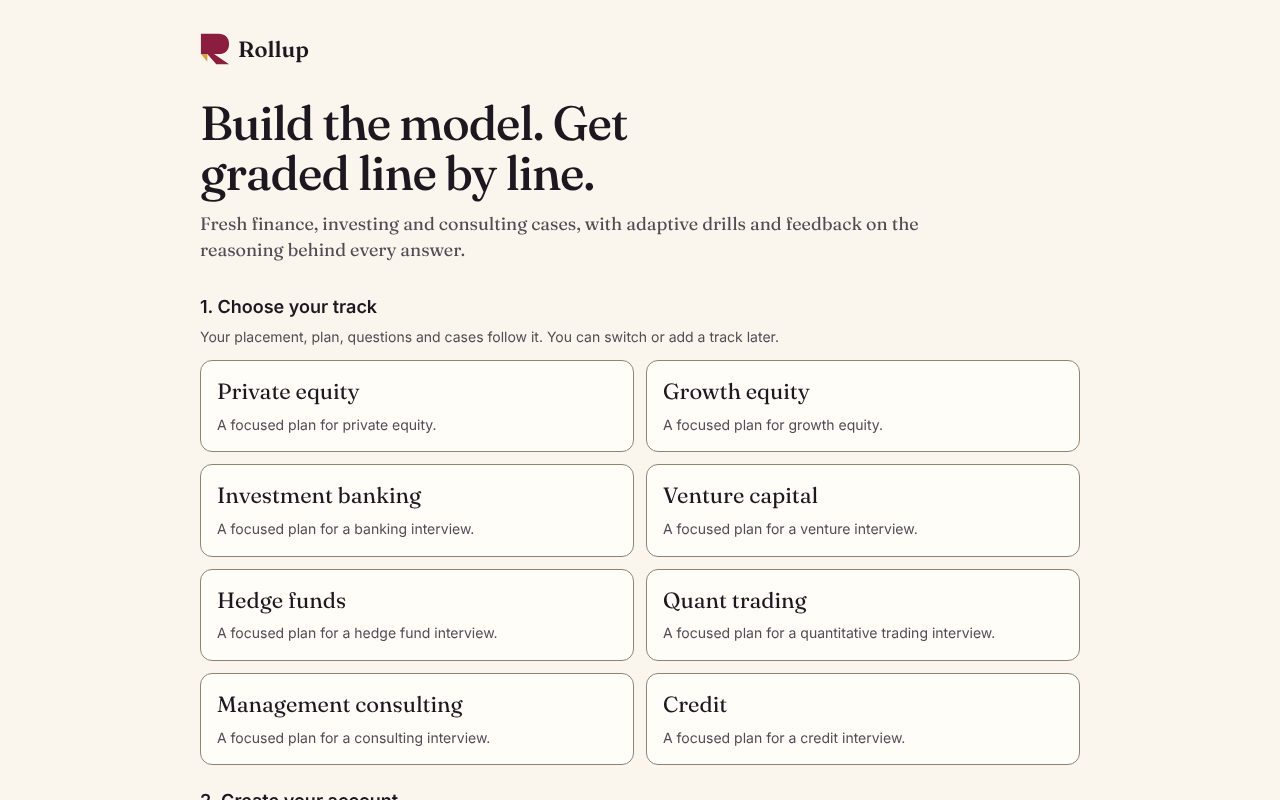 Rollup
Build the model. Get
graded line by line.
Fresh finance, investing and consulting cases, with adaptive drills and feedback on the
reasoning behind every answer.
1. Choose your track
Your placement, plan, questions and cases follow it. You can switch or add a track later.
Private equity
A focused plan for private equity.
Growth equity
A focused plan for growth equity.
Investment banking
A focused plan for a banking interview.
Venture capital
A focused plan for a venture interview.
Hedge funds
A focused plan for a hedge fund interview.
Quant trading
A focused plan for a quantitative trading interview.
Management consulting
A focused plan for a consulting interview.
Credit
A focused plan for a credit interview.
2. Create your account